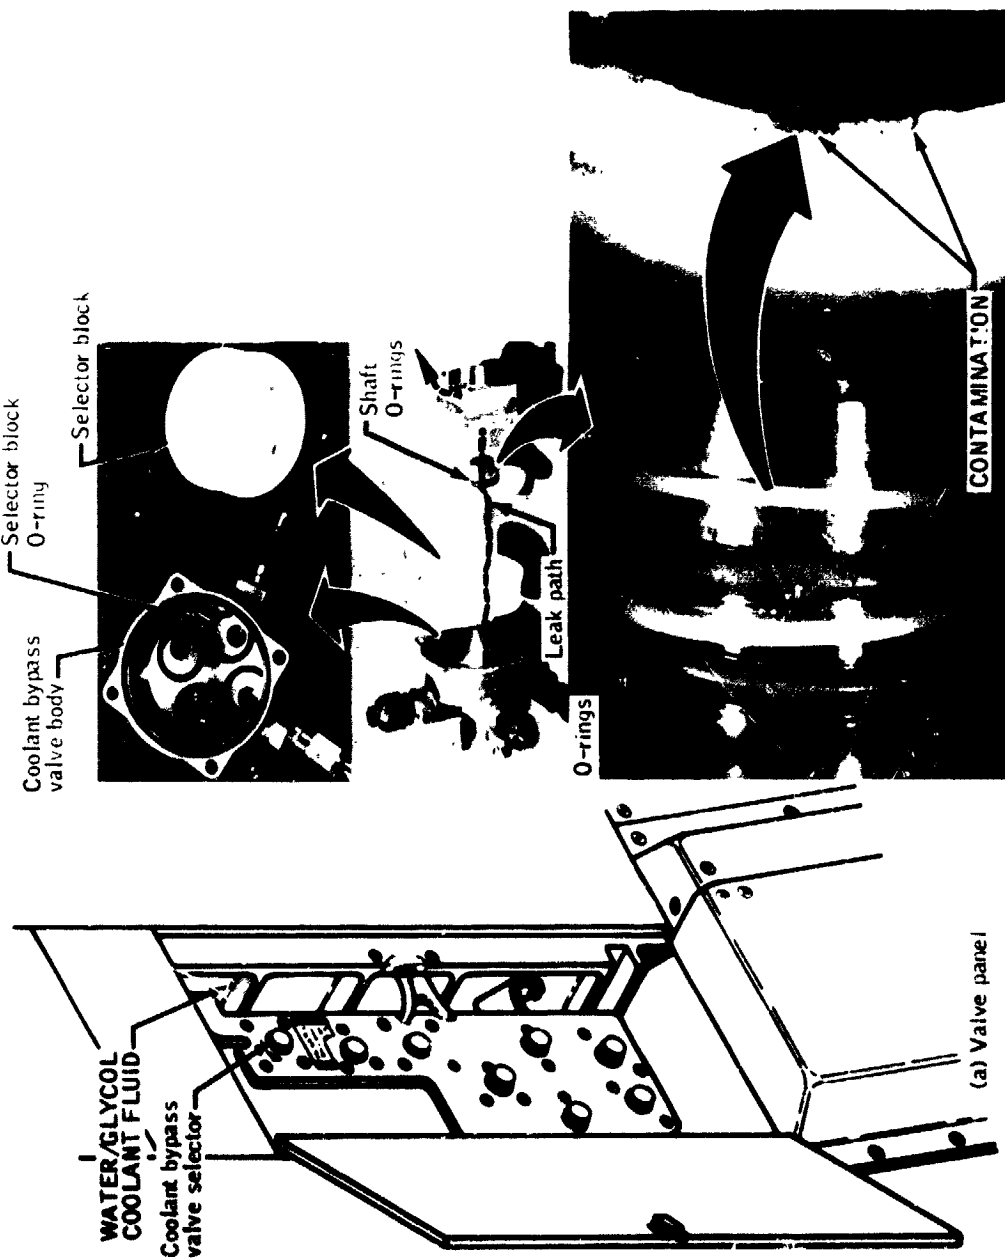 Coolant bypass
valve body
Selector block
O-ring
Selector block
Shaft
O-rings
Leak path
O-rings
CONTAMINATION
WATER/GLYCOL
COOLANT FLUID
Coolant bypass
valve selector
(a) Valve panel